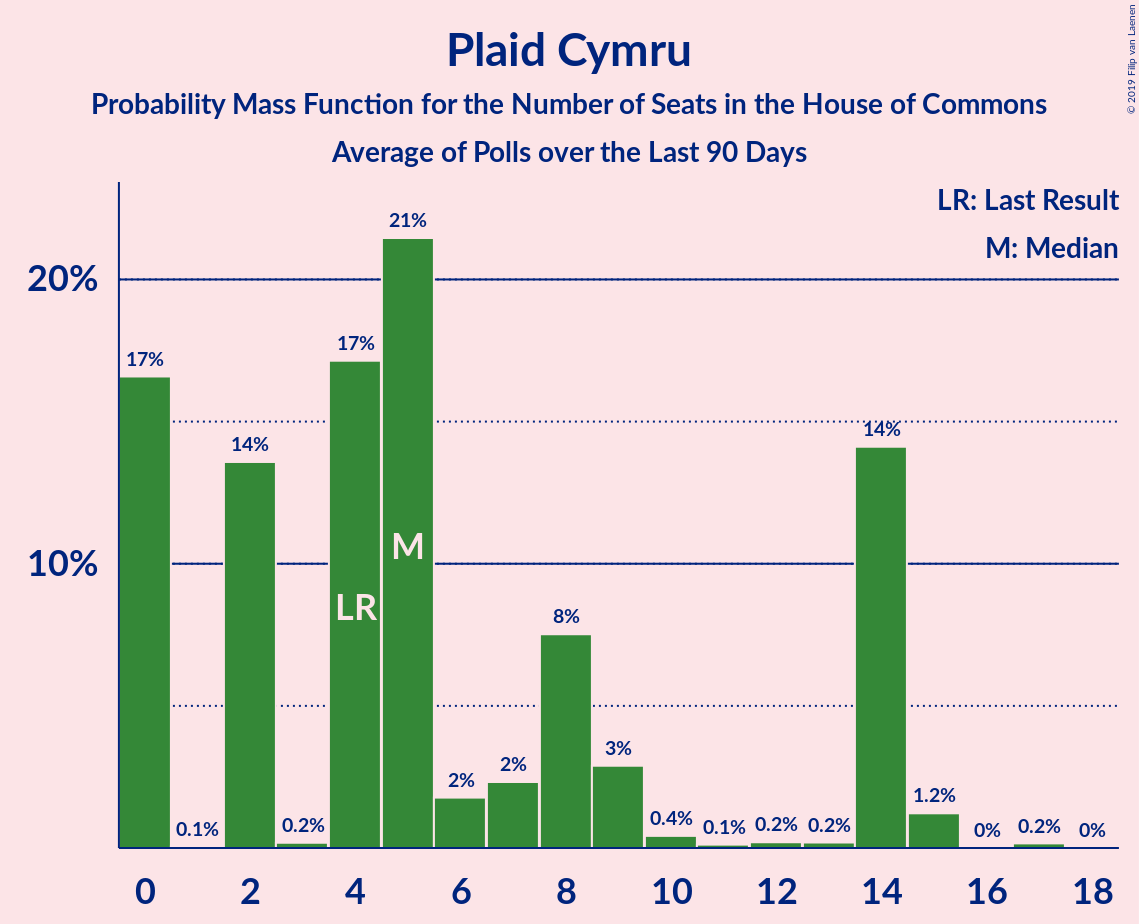 Plaid Cymru
Probability Mass Function for the Number of Seats in the House of Commons
Average of Polls over the Last 90 Days
© 2019 Filip van Laenen
LR: Last Result
M: Median
20%
10%
17%
0.1%
14%
0.2%
17%
21%
2%
2%
8%
3%
0.4%
0.1%
0.2%
0.2%
14%
1.2%
0%
0.2%
0%
LR
M
0 2 4 6 8 10 12 14 16 18